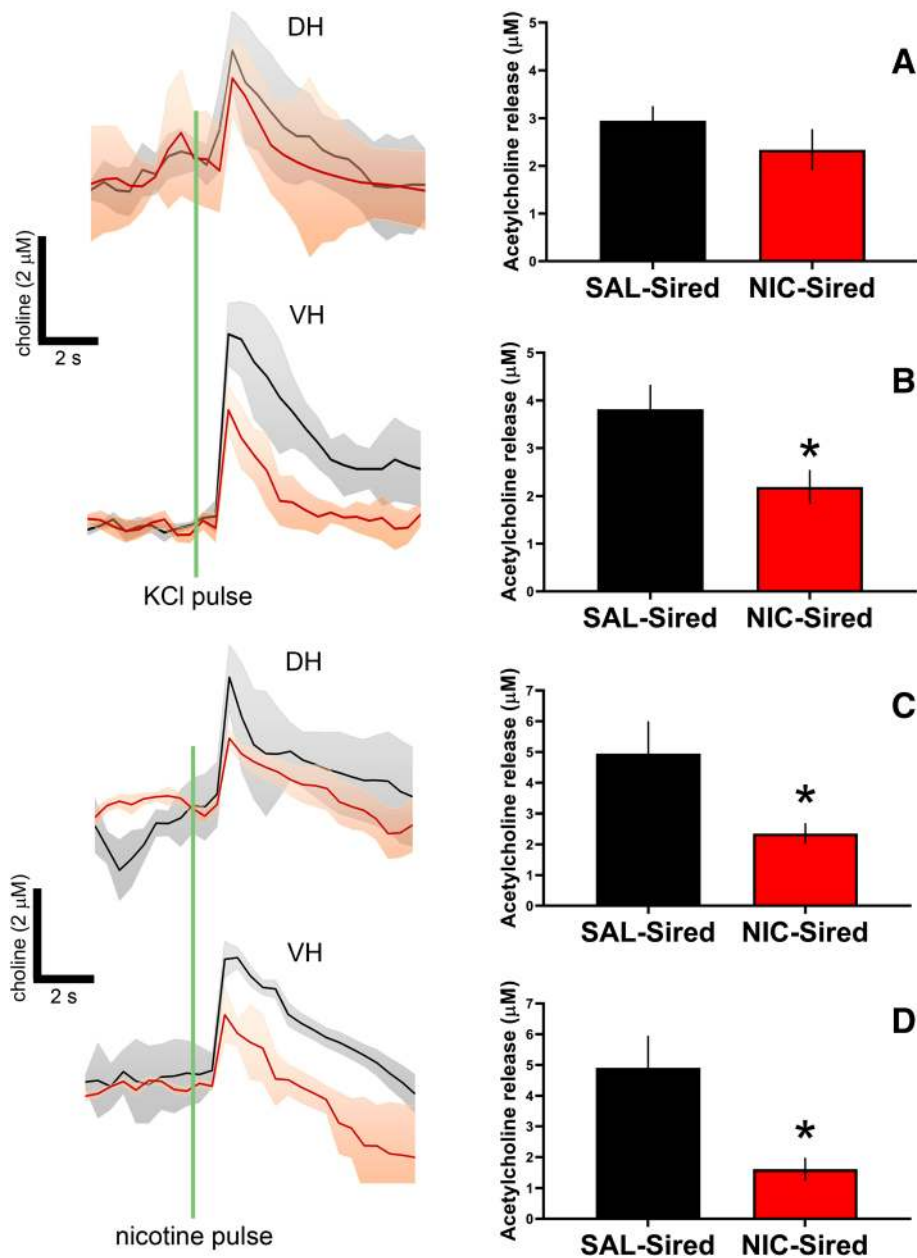 DH
choline (2 μM)
2 s
VH
KCl pulse
A
Acetylcholine release (μM)
5
4
3
2
1
0
SAL-Sired NIC-Sired
B
Acetylcholine release (μM)
5
4
3
2
1
0
*
SAL-Sired NIC-Sired
DH
choline (2 μM)
2 s
VH
nicotine pulse
C
Acetylcholine release (μM)
7
6
5
4
3
2
1
0
*
SAL-Sired NIC-Sired
D
Acetylcholine release (μM)
7
6
5
4
3
2
1
0
*
SAL-Sired NIC-Sired